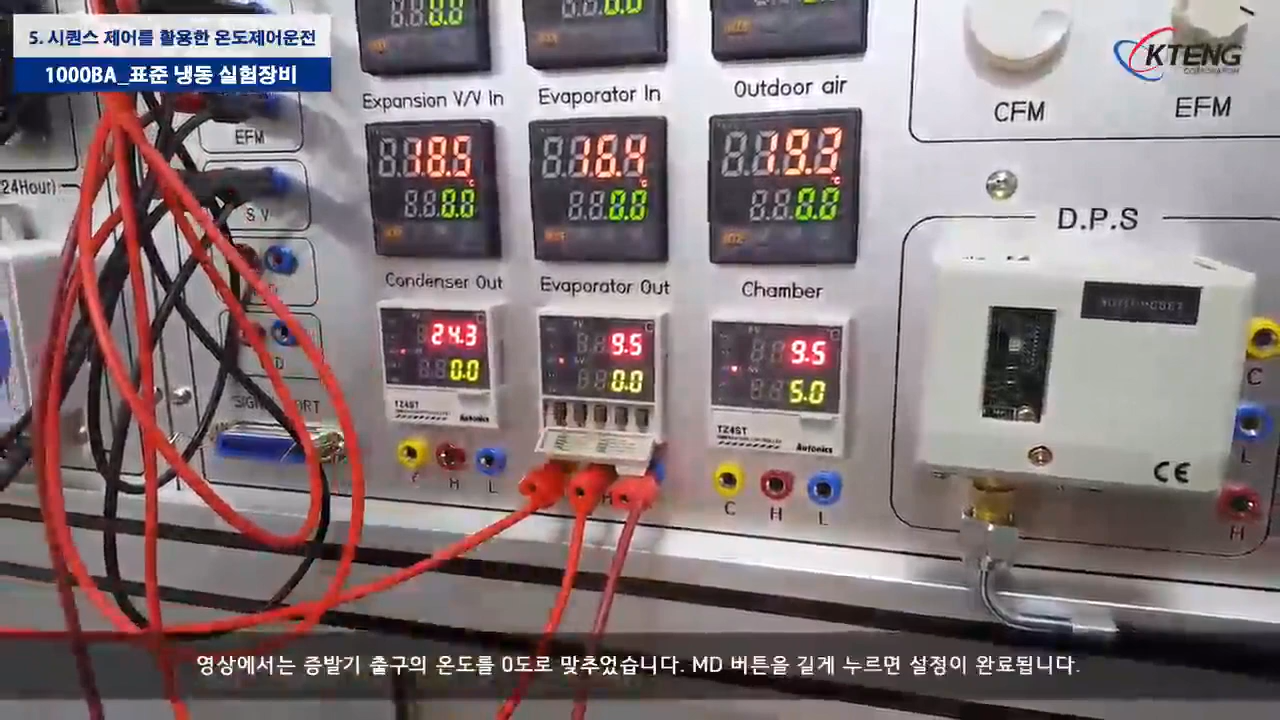 5. 시퀀스 제어를 활용한 온도제어운전
1000BA_표준 냉동 실험장비
KTENG
CORPORATION
Expansion V/V In
Evaporator In
Outdoor air
CFM
EFM
EFM
18.5
0.0
16.4
0.0
19.3
0.0
(24Hour)
S V
D.P.S
Condenser Out
Evaporator Out
Chamber
24.3
0.0
9.5
0.0
9.5
5.0
TZ4ST
Autonics
TZ4ST
Autonics
SIGNAL PORT
H
L
H
C
H
L
C
L
H
CE
영상에서는 증발기 출구의 온도를 0도로 맞추었습니다. MD 버튼을 길게 누르면 설정이 완료됩니다.